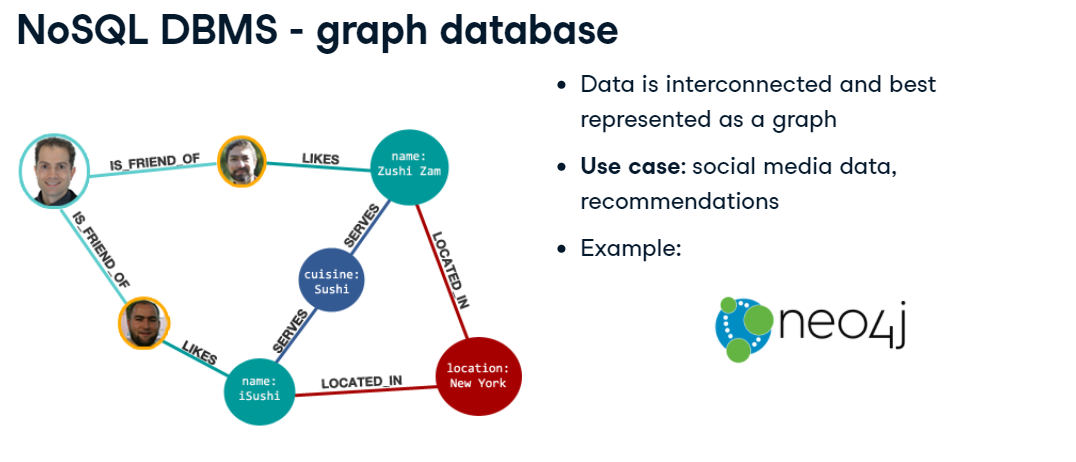 NoSQL DBMS - graph database
• Data is interconnected and best
represented as a graph
• Use case: social media data,
recommendations
• Example:
neo4j
IS_FRIEND_OF
LIKES
name:
Zushi Zam
IS_FRIEND_OF
SERVES
LOCATED_IN
cuisine:
Sushi
SERVES
LIKES
name:
iSushi
LOCATED_IN
location:
New York